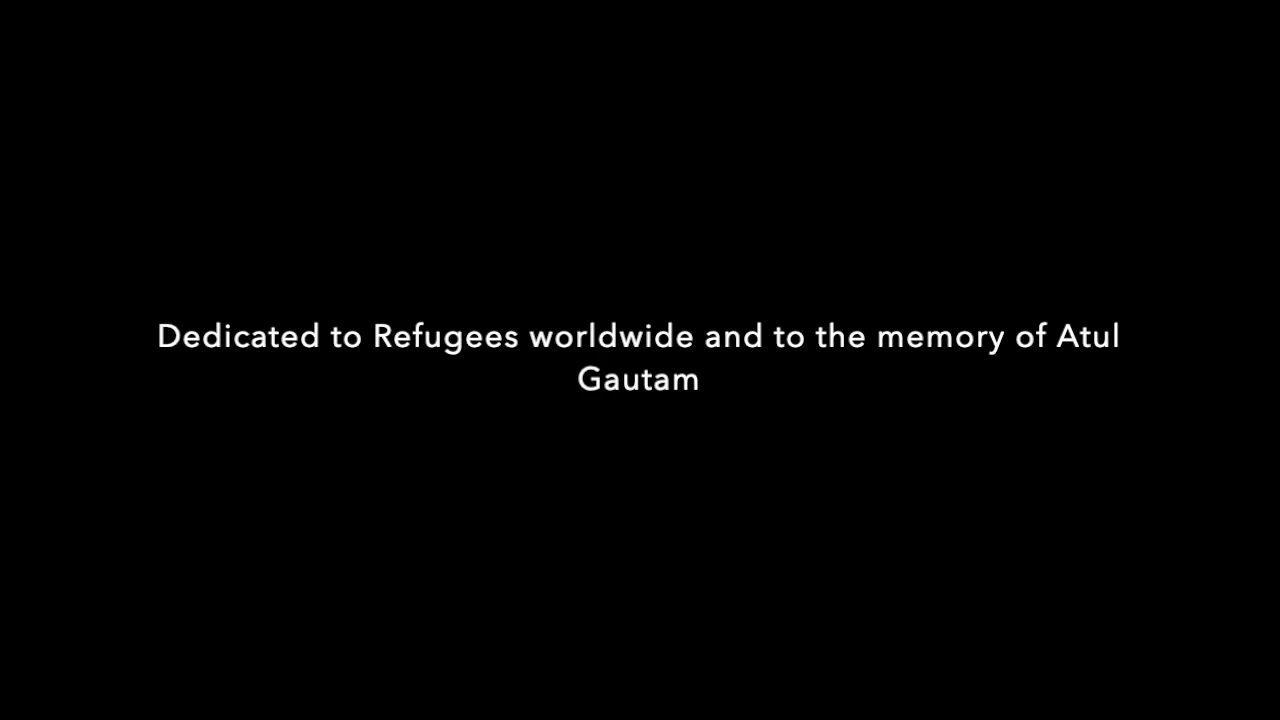 Dedicated to Refugees worldwide and to the memory of Atul
Gautam